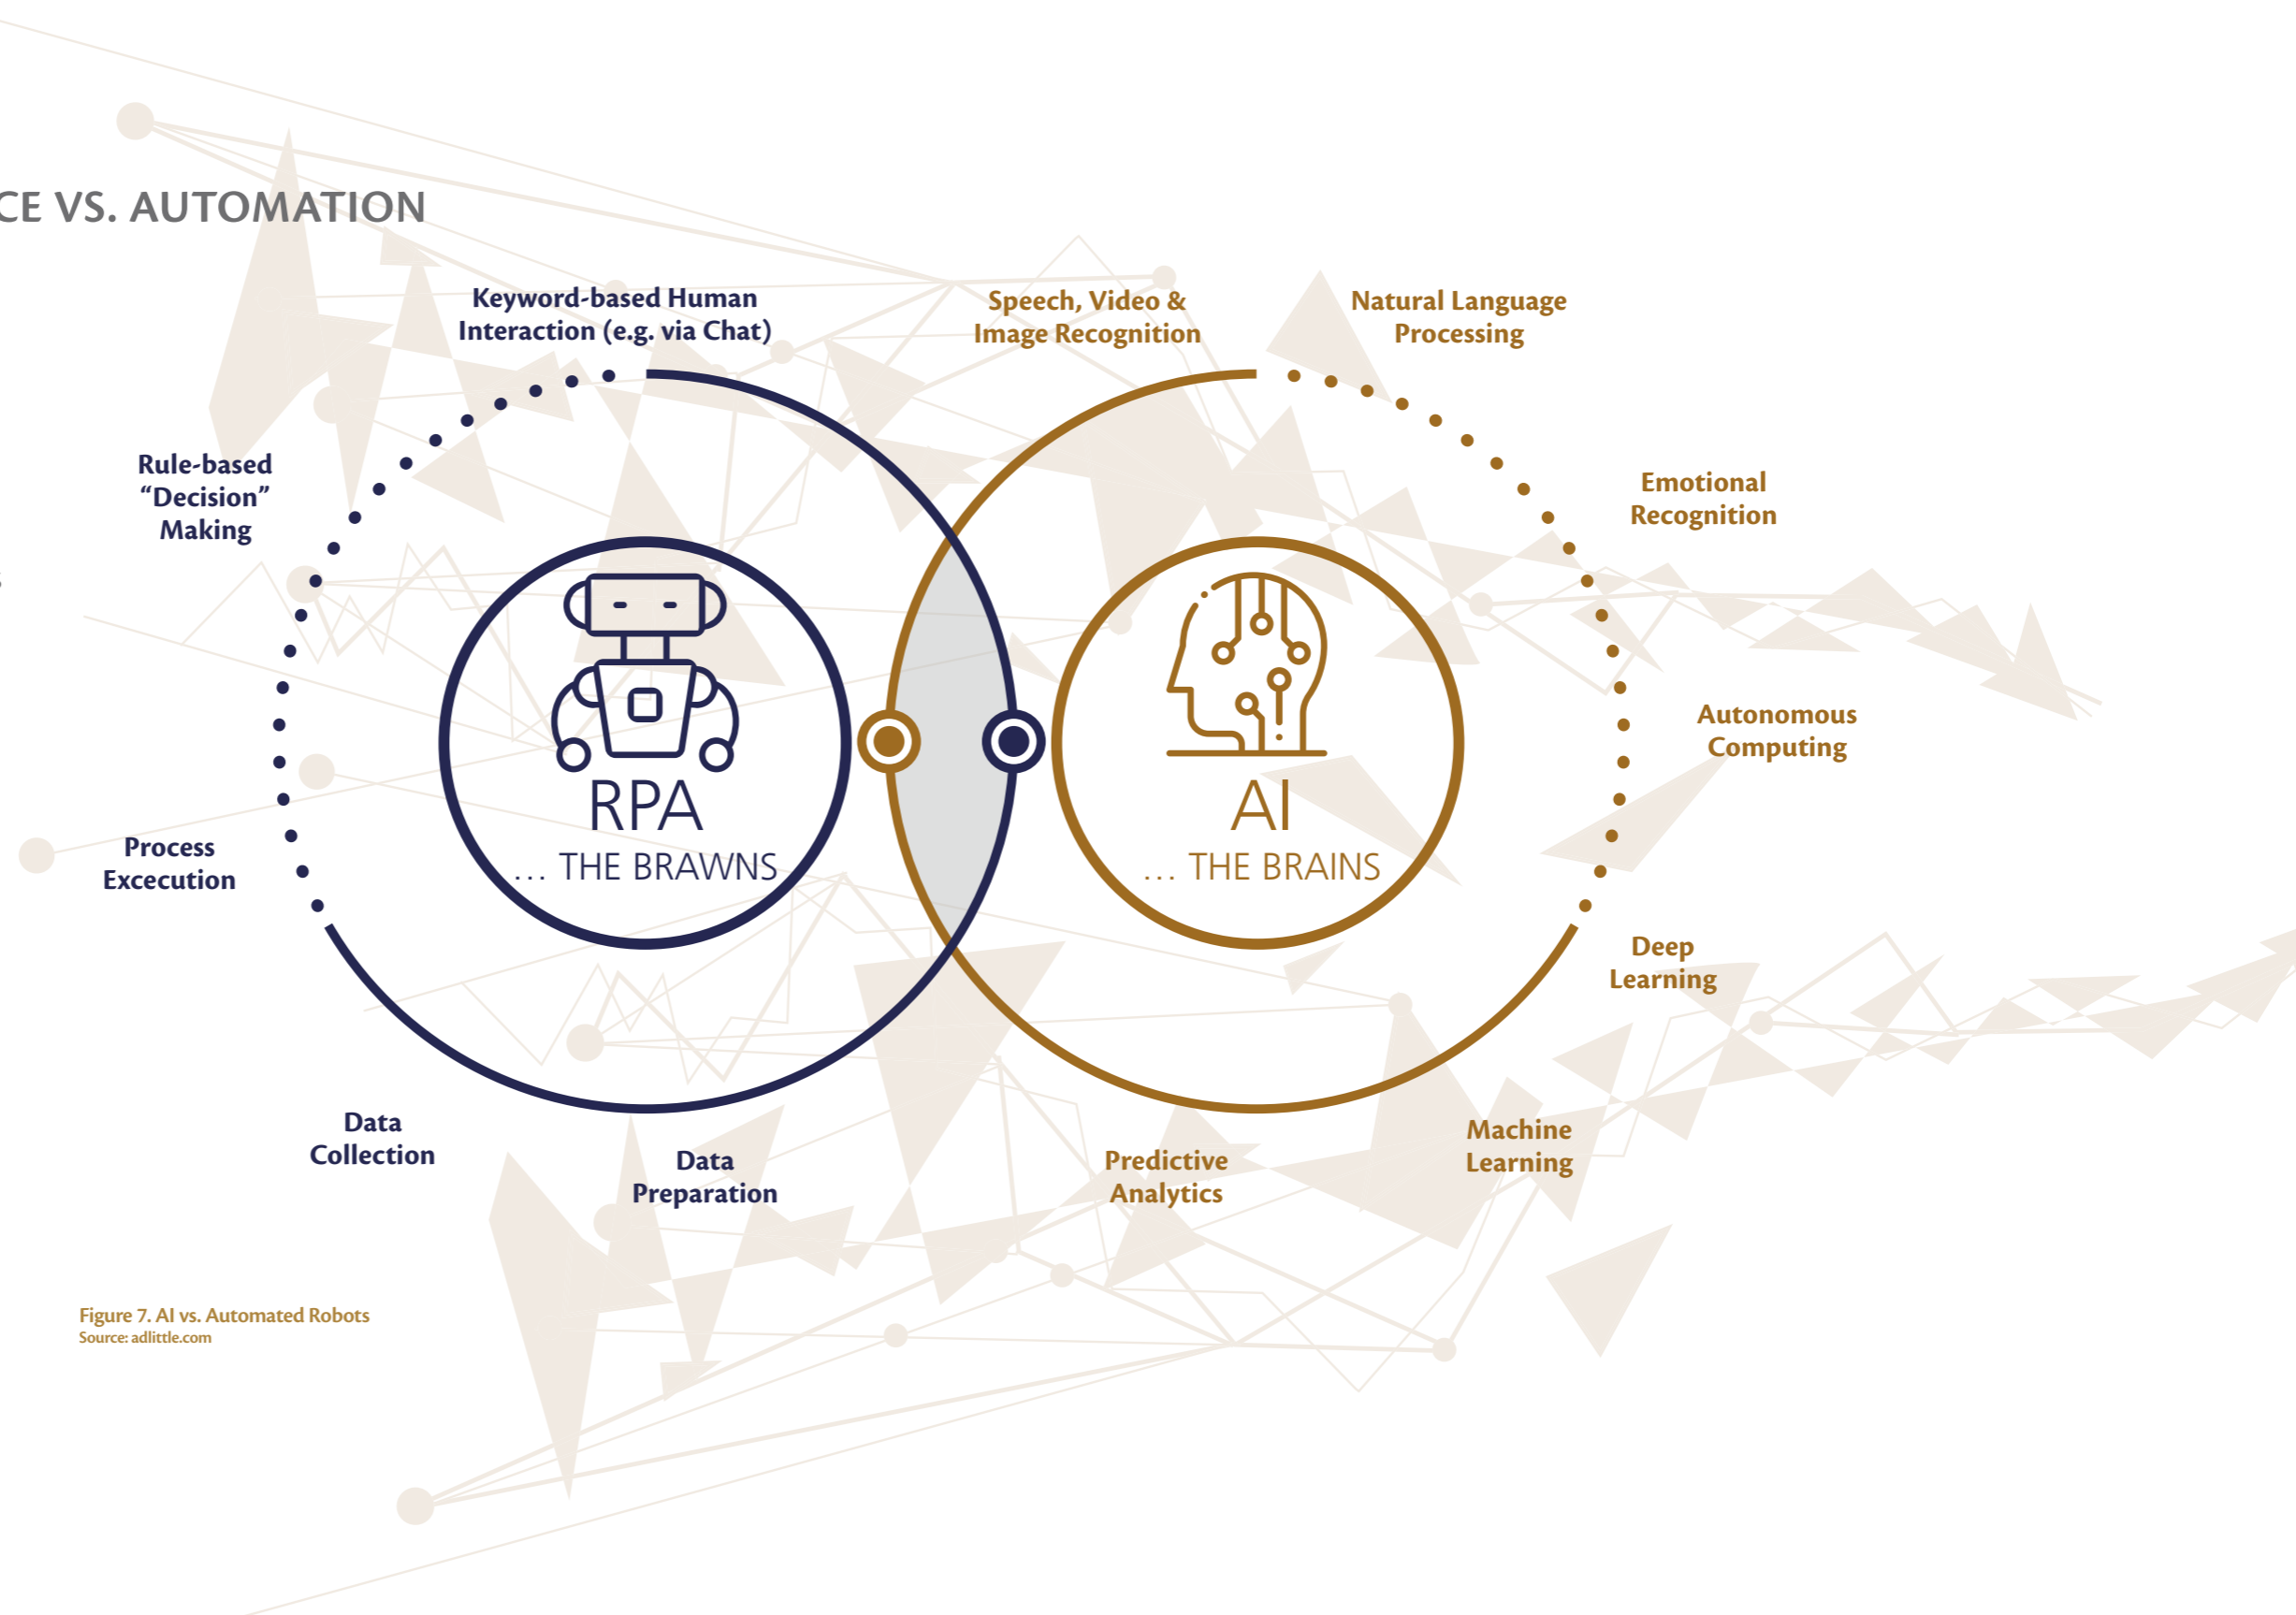 CE VS. AUTOMATION
Keyword-based Human
Interaction (e.g. via Chat)
Speech, Video &
Image Recognition
Natural Language
Processing
Rule-based
“Decision”
Making
Emotional
Recognition
Autonomous
Computing
RPA
... THE BRAWNS
AI
... THE BRAINS
Process
Excecution
Deep
Learning
Data
Collection
Data
Preparation
Predictive
Analytics
Machine
Learning
Figure 7. AI vs. Automated Robots
Source: adlittle.com